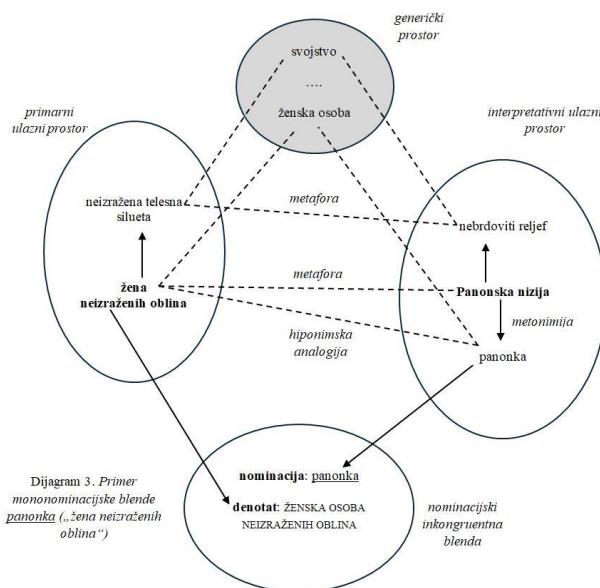 generički
prostor
svojstvo
....
ženska osoba
primarni
ulazni prostor
interpretativni ulazni
prostor
neizražena telesna
silueta
metafora
nebrdoviti reljef
žena
neizraženih oblina
metafora
Panonska nizija
metonimija
hiponimska
analogija
panonka
nominacija: panonka
denotat: ŽENSKA OSOBA
NEIZRAŽENIH OBLINA
nominacijski
inkongruentna
blenda
Dijagram 3. Primer
mononominacijske blende
panonka („žena neizraženih
oblina“)